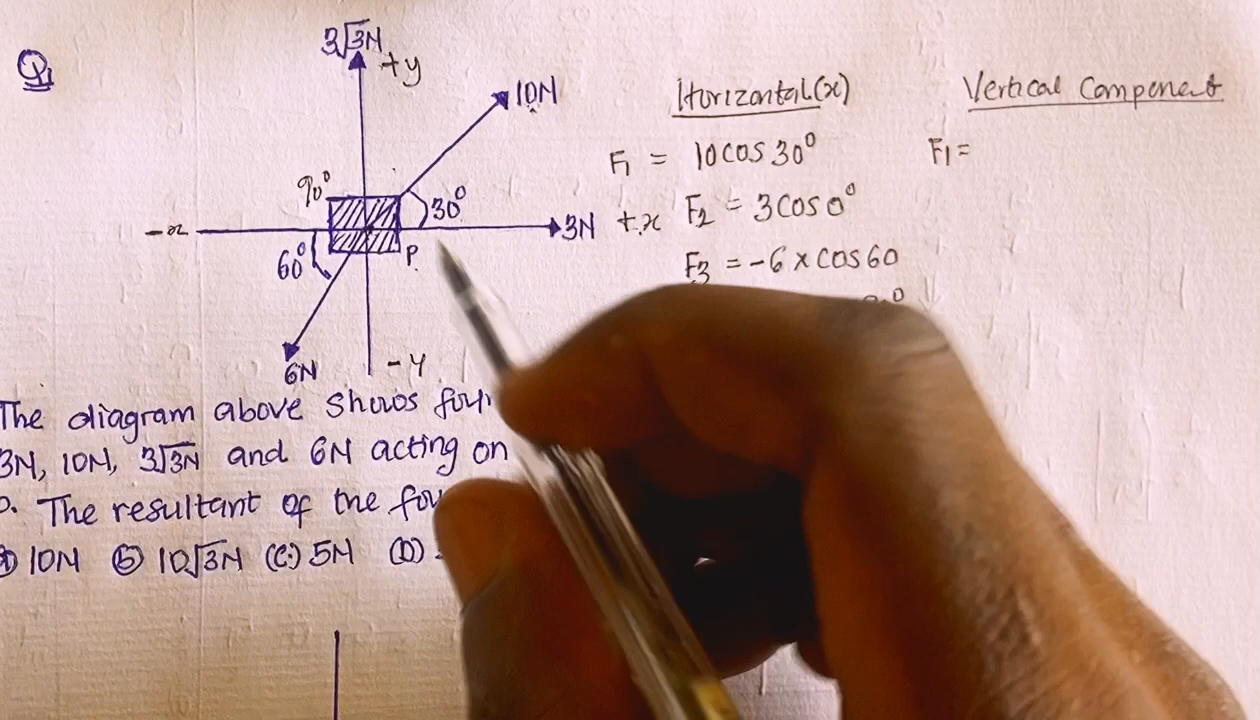 Q1
3√3N
+y
10N
90°
30°
-x
3N +x
60°
P.
6N
-Y
The diagram above shows four
3N, 10N, 3√3N and 6N acting on
The resultant of the
10N (b) 10√3N (C) 5N (D)
Horizontal(x)
F1 = 10cos30°
F2 = 3cos0°
F3 = -6 x cos60
Vertical Component
F1 =